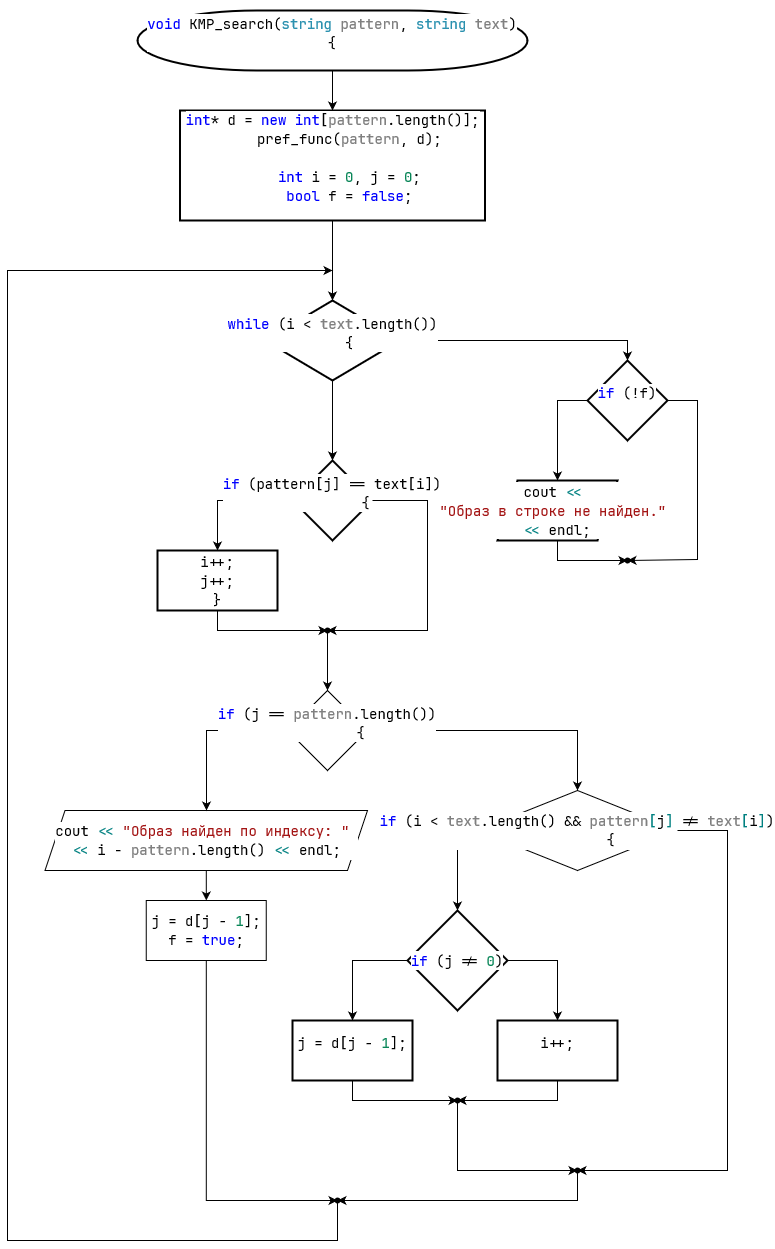 void KMP_search(string pattern, string text)
{
int* d = new int[pattern.length()];
pref_func(pattern, d);
int i = 0, j = 0;
bool f = false;
while (i < text.length())
{
if (!f)
cout <<
"Образ в строке не найден."
<< endl;
if (pattern[j] == text[i])
{
i++;
j++;
}
if (j == pattern.length())
{
cout << "Образ найден по индексу: "
<< i - pattern.length() << endl;
j = d[j - 1];
f = true;
if (i < text.length() && pattern[j] != text[i])
{
if (j != 0)
j = d[j - 1];
i++;